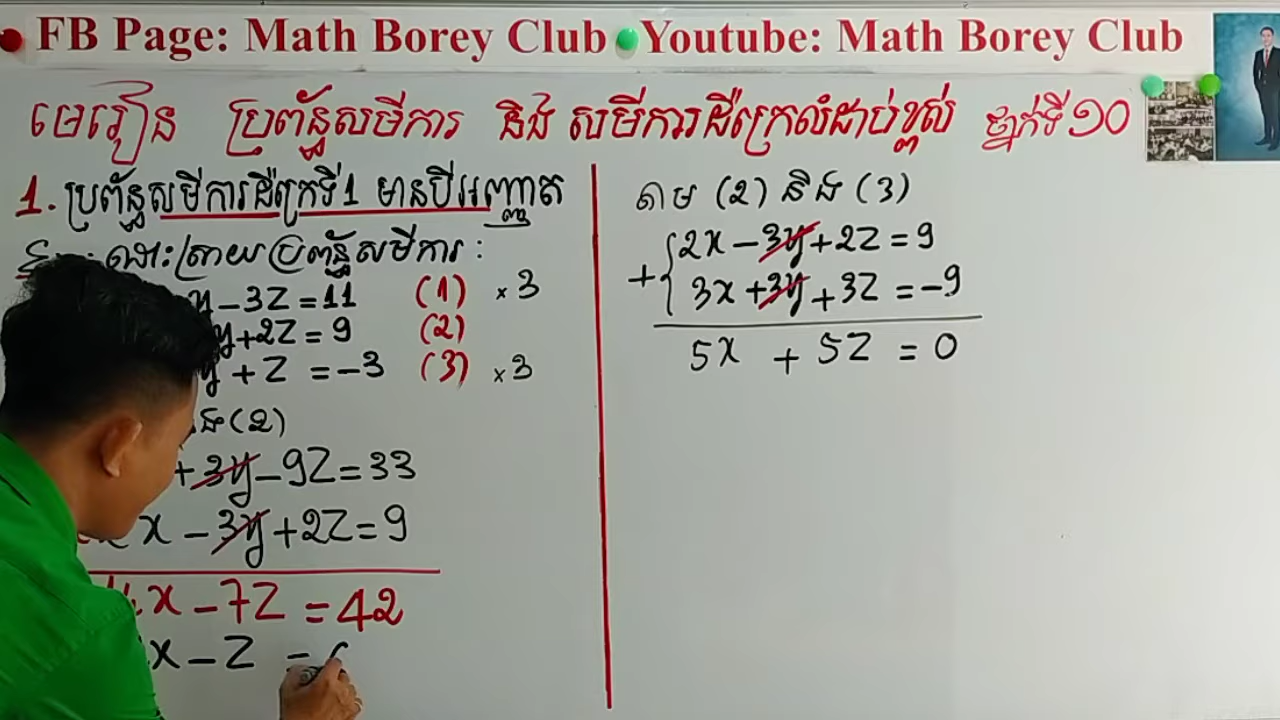 FB Page: Math Borey Club Youtube: Math Borey Club
មេរៀន ប្រព័ន្ធសមីការ និង សមីការដឺក្រេលំដាប់ខ្ពស់ ថ្នាក់ទី១០
1. ប្រព័ន្ធសមីការដឺក្រេទី1 មានបីអញ្ញាត
ដោះស្រាយប្រព័ន្ធសមីការ :
y - 3Z = 11 (1) × 3
y + 2Z = 9 (2)
y + Z = -3 (3) × 3
និង (2)
+ 3y - 9Z = 33
x - 3y + 2Z = 9
x - 7Z = 42
x - Z =
តាម (2) និង (3)
2x - 3y + 2Z = 9
+ { 3x + 3y + 3Z = -9
5x + 5Z = 0